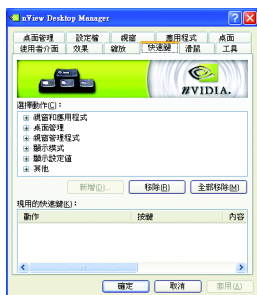 nView Desktop Manager
桌面管理 設定檔 視窗 應用程式 桌面
使用者介面 效果 縮放 快速鍵 滑鼠 工具
NVIDIA.
選擇動作(C)：
視窗和應用程式
桌面管理
視窗管理程式
顯示模式
顯示設定值
其他
新增(D)... 移除(R) 全部移除(M)
現用的快速鍵(K)：
動作 按鍵 內容
確定 取消 套用(A)